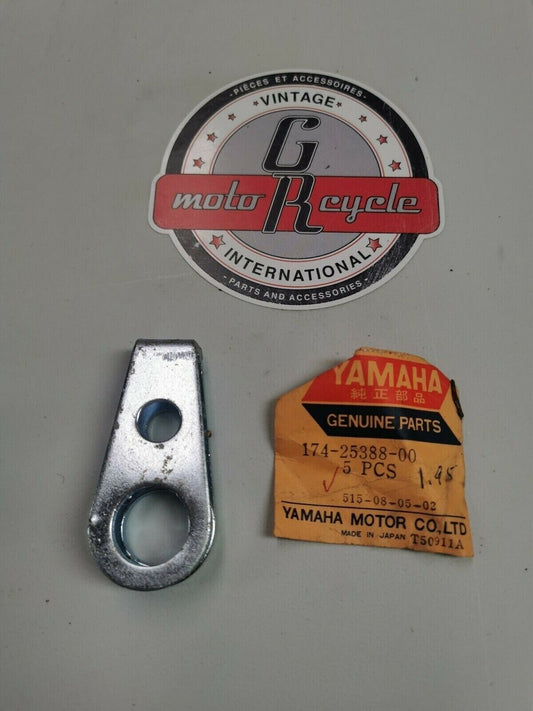 - PIÈCES ET ACCESSOIRES -
VINTAGE
GR
moto cycle
INTERNATIONAL
- PARTS AND ACCESSORIES -
YAMAHA
純正部品
GENUINE PARTS
174-25388-00
5 PCS 1.95
515-08-05-02
YAMAHA MOTOR CO.,LTD
MADE IN JAPAN T50911A